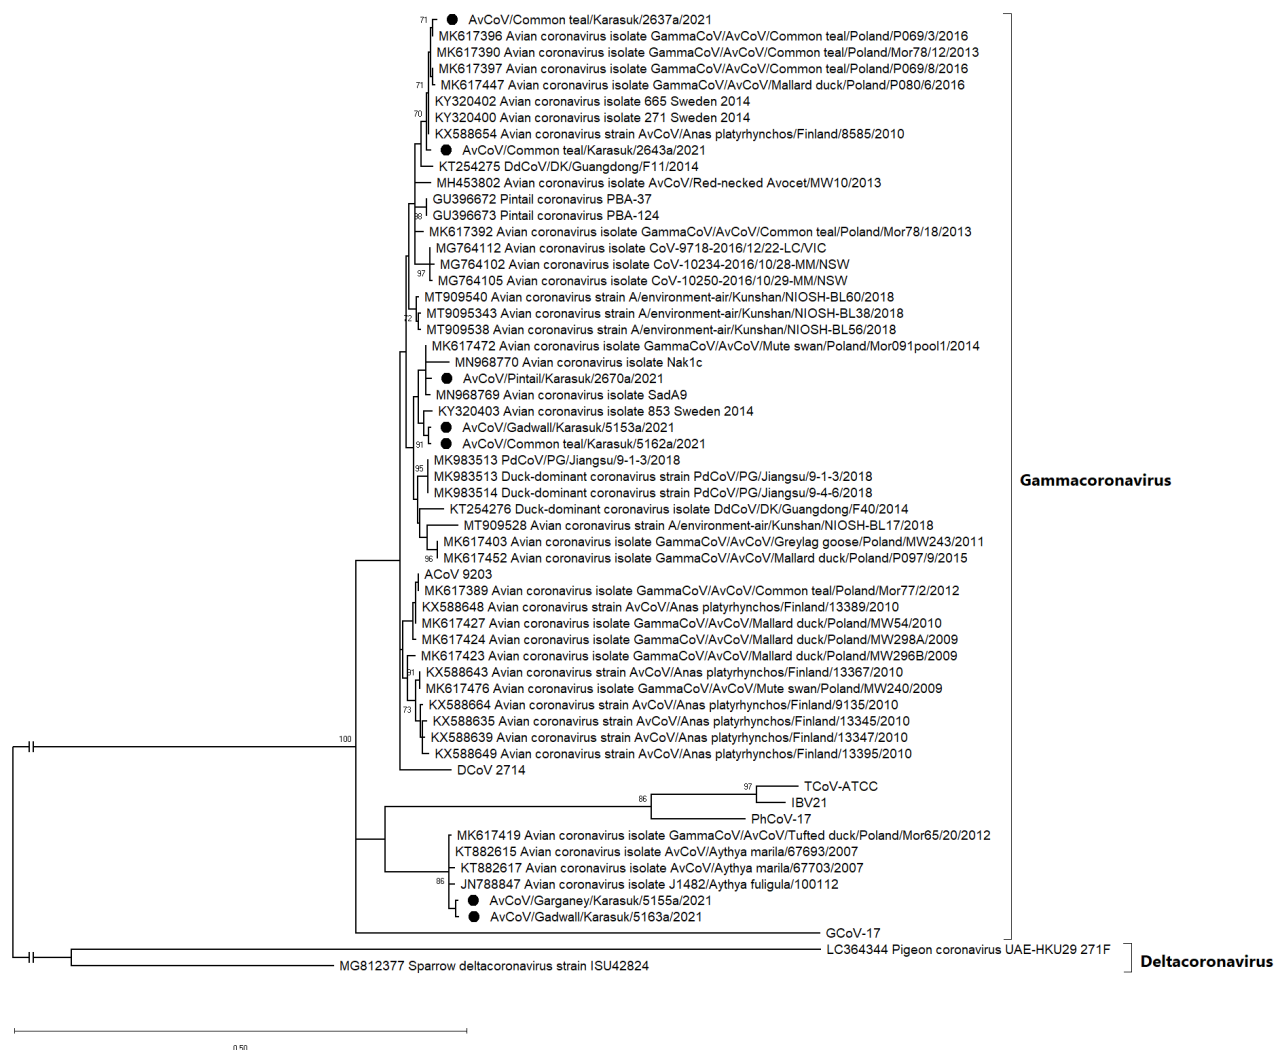 71
AvCoV/Common teal/Karasuk/2637a/2021
MK617396 Avian coronavirus isolate GammaCoV/AvCoV/Common teal/Poland/P069/3/2016
MK617390 Avian coronavirus isolate GammaCoV/AvCoV/Common teal/Poland/Mor78/12/2013
MK617397 Avian coronavirus isolate GammaCoV/AvCoV/Common teal/Poland/P069/8/2016
71
MK617447 Avian coronavirus isolate GammaCoV/AvCoV/Mallard duck/Poland/P080/6/2016
KY320402 Avian coronavirus isolate 665 Sweden 2014
70
KY320400 Avian coronavirus isolate 271 Sweden 2014
KX588654 Avian coronavirus strain AvCoV/Anas platyrhynchos/Finland/8585/2010
AvCoV/Common teal/Karasuk/2643a/2021
KT254275 DdCoV/DK/Guangdong/F11/2014
MH453802 Avian coronavirus isolate AvCoV/Red-necked Avocet/MW10/2013
GU396672 Pintail coronavirus PBA-37
98
GU396673 Pintail coronavirus PBA-124
MK617392 Avian coronavirus isolate GammaCoV/AvCoV/Common teal/Poland/Mor78/18/2013
MG764112 Avian coronavirus isolate CoV-9718-2016/12/22-LC/VIC
MG764102 Avian coronavirus isolate CoV-10234-2016/10/28-MM/NSW
97
MG764105 Avian coronavirus isolate CoV-10250-2016/10/29-MM/NSW
MT909540 Avian coronavirus strain A/environment-air/Kunshan/NIOSH-BL60/2018
MT9095343 Avian coronavirus strain A/environment-air/Kunshan/NIOSH-BL38/2018
72
MT909538 Avian coronavirus strain A/environment-air/Kunshan/NIOSH-BL56/2018
MK617472 Avian coronavirus isolate GammaCoV/AvCoV/Mute swan/Poland/Mor091pool1/2014
MN968770 Avian coronavirus isolate Nak1c
AvCoV/Pintail/Karasuk/2670a/2021
MN968769 Avian coronavirus isolate SadA9
KY320403 Avian coronavirus isolate 853 Sweden 2014
AvCoV/Gadwall/Karasuk/5153a/2021
91
AvCoV/Common teal/Karasuk/5162a/2021
MK983513 PdCoV/PG/Jiangsu/9-1-3/2018
95
MK983513 Duck-dominant coronavirus strain PdCoV/PG/Jiangsu/9-1-3/2018
Gammacoronavirus
MK983514 Duck-dominant coronavirus strain PdCoV/PG/Jiangsu/9-4-6/2018
KT254276 Duck-dominant coronavirus isolate DdCoV/DK/Guangdong/F40/2014
MT909528 Avian coronavirus strain A/environment-air/Kunshan/NIOSH-BL17/2018
MK617403 Avian coronavirus isolate GammaCoV/AvCoV/Greylag goose/Poland/MW243/2011
96
MK617452 Avian coronavirus isolate GammaCoV/AvCoV/Mallard duck/Poland/P097/9/2015
ACoV 9203
MK617389 Avian coronavirus isolate GammaCoV/AvCoV/Common teal/Poland/Mor77/2/2012
KX588648 Avian coronavirus strain AvCoV/Anas platyrhynchos/Finland/13389/2010
MK617427 Avian coronavirus isolate GammaCoV/AvCoV/Mallard duck/Poland/MW54/2010
MK617424 Avian coronavirus isolate GammaCoV/AvCoV/Mallard duck/Poland/MW298A/2009
MK617423 Avian coronavirus isolate GammaCoV/AvCoV/Mallard duck/Poland/MW296B/2009
91
KX588643 Avian coronavirus strain AvCoV/Anas platyrhynchos/Finland/13367/2010
MK617476 Avian coronavirus isolate GammaCoV/AvCoV/Mute swan/Poland/MW240/2009
73
KX588664 Avian coronavirus strain AvCoV/Anas platyrhynchos/Finland/9135/2010
KX588635 Avian coronavirus strain AvCoV/Anas platyrhynchos/Finland/13345/2010
100
KX588639 Avian coronavirus strain AvCoV/Anas platyrhynchos/Finland/13347/2010
KX588649 Avian coronavirus strain AvCoV/Anas platyrhynchos/Finland/13395/2010
DCoV 2714
97
TCoV-ATCC
86
IBV21
PhCoV-17
MK617419 Avian coronavirus isolate GammaCoV/AvCoV/Tufted duck/Poland/Mor65/20/2012
KT882615 Avian coronavirus isolate AvCoV/Aythya marila/67693/2007
KT882617 Avian coronavirus isolate AvCoV/Aythya marila/67703/2007
86
JN788847 Avian coronavirus isolate J1482/Aythya fuligula/100112
AvCoV/Garganey/Karasuk/5155a/2021
AvCoV/Gadwall/Karasuk/5163a/2021
GCoV-17
LC364344 Pigeon coronavirus UAE-HKU29 271F
Deltacoronavirus
MG812377 Sparrow deltacoronavirus strain ISU42824
0.50